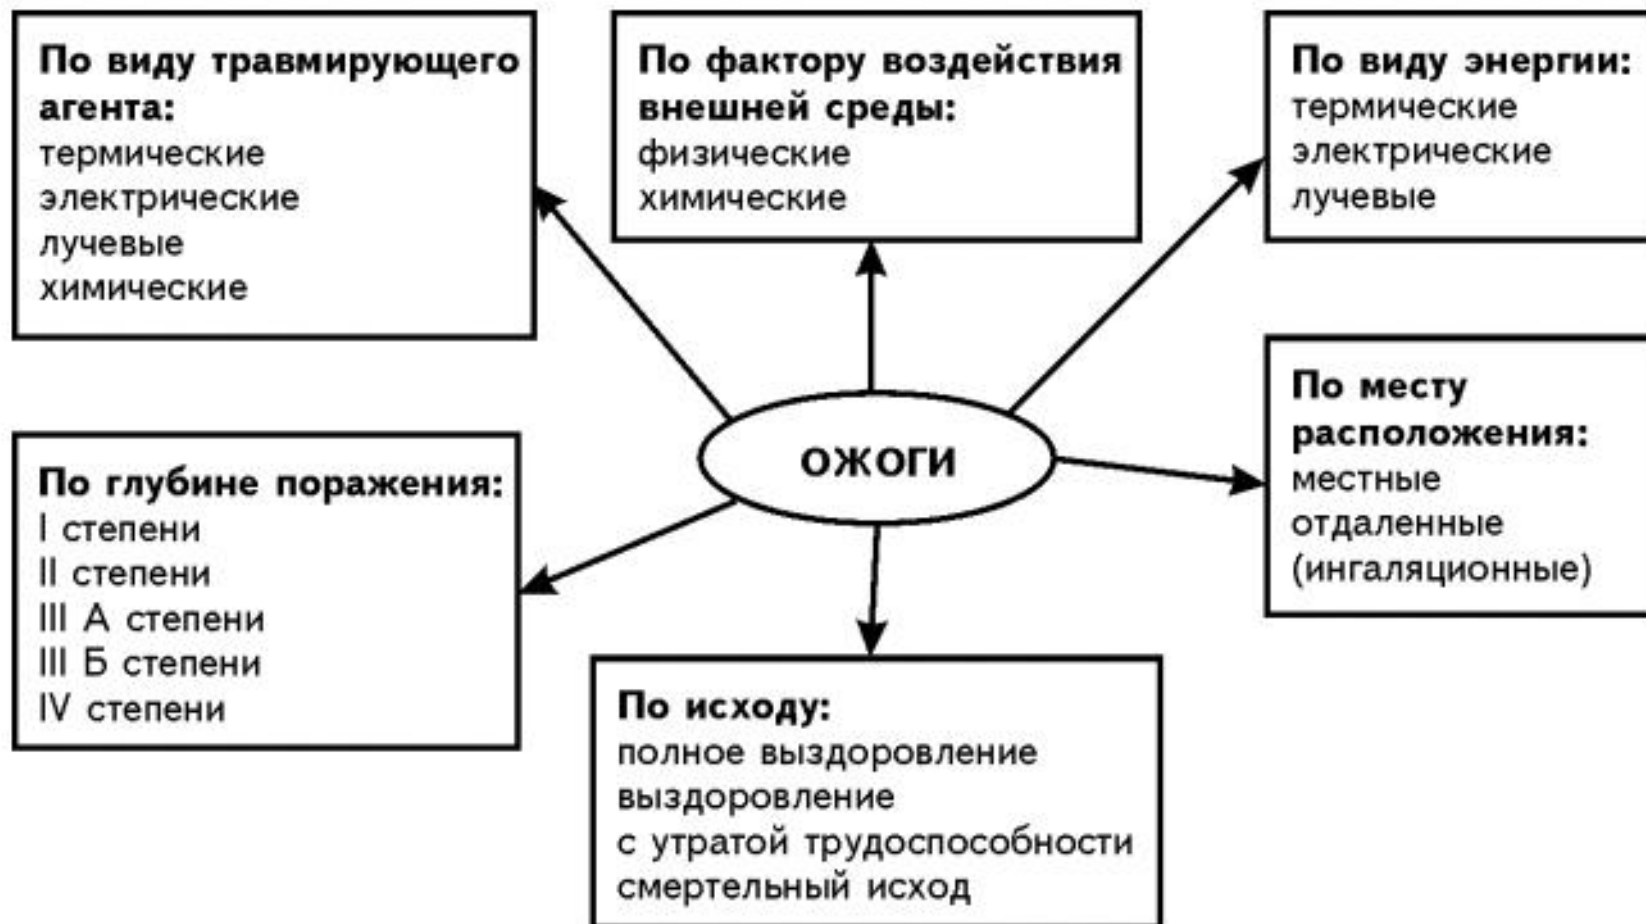 По виду травмирующего
агента:
термические
электрические
лучевые
химические
По фактору воздействия
внешней среды:
физические
химические
По виду энергии:
термические
электрические
лучевые
По месту
расположения:
местные
отдаленные
(ингаляционные)
ОЖОГИ
По глубине поражения:
I степени
II степени
III А степени
III Б степени
IV степени
По исходу:
полное выздоровление
выздоровление
с утратой трудоспособности
смертельный исход